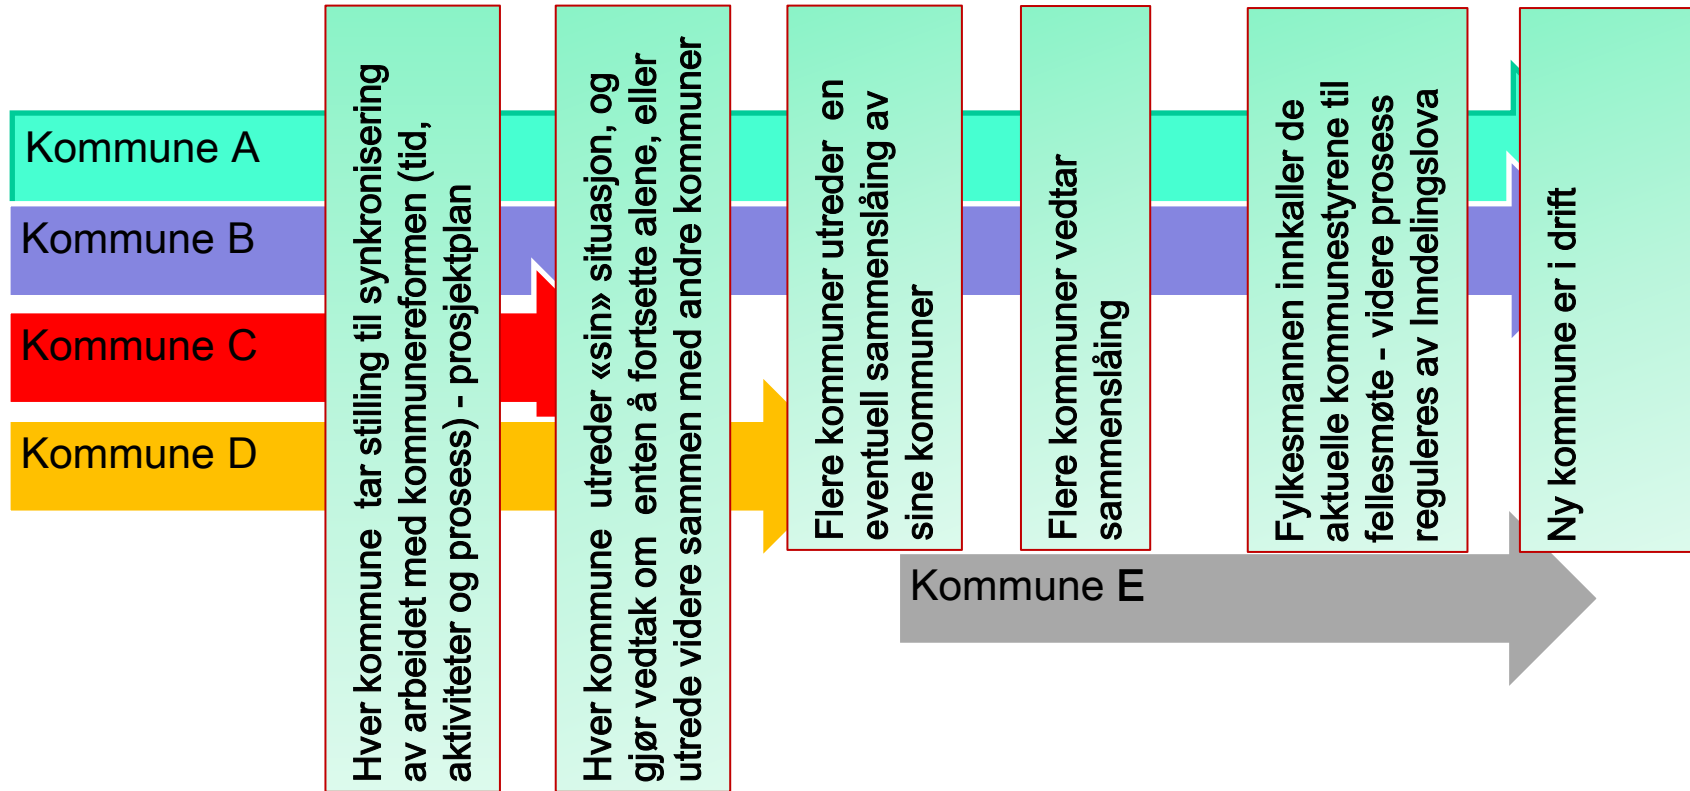 Kommune A
Kommune B
Kommune C
Kommune D
Hver kommune tar stilling til synkronisering
av arbeidet med kommunereformen (tid,
aktiviteter og prosess) - prosjektplan
Hver kommune utreder «sin» situasjon, og
gjør vedtak om enten å fortsette alene, eller
utrede videre sammen med andre kommuner
Flere kommuner utreder en
eventuell sammenslåing av
sine kommuner
Flere kommuner vedtar
sammenslåing
Fylkesmannen innkaller de
aktuelle kommunestyrene til
fellesmøte - videre prosess
reguleres av Inndelingslova
Ny kommune er i drift
Kommune E